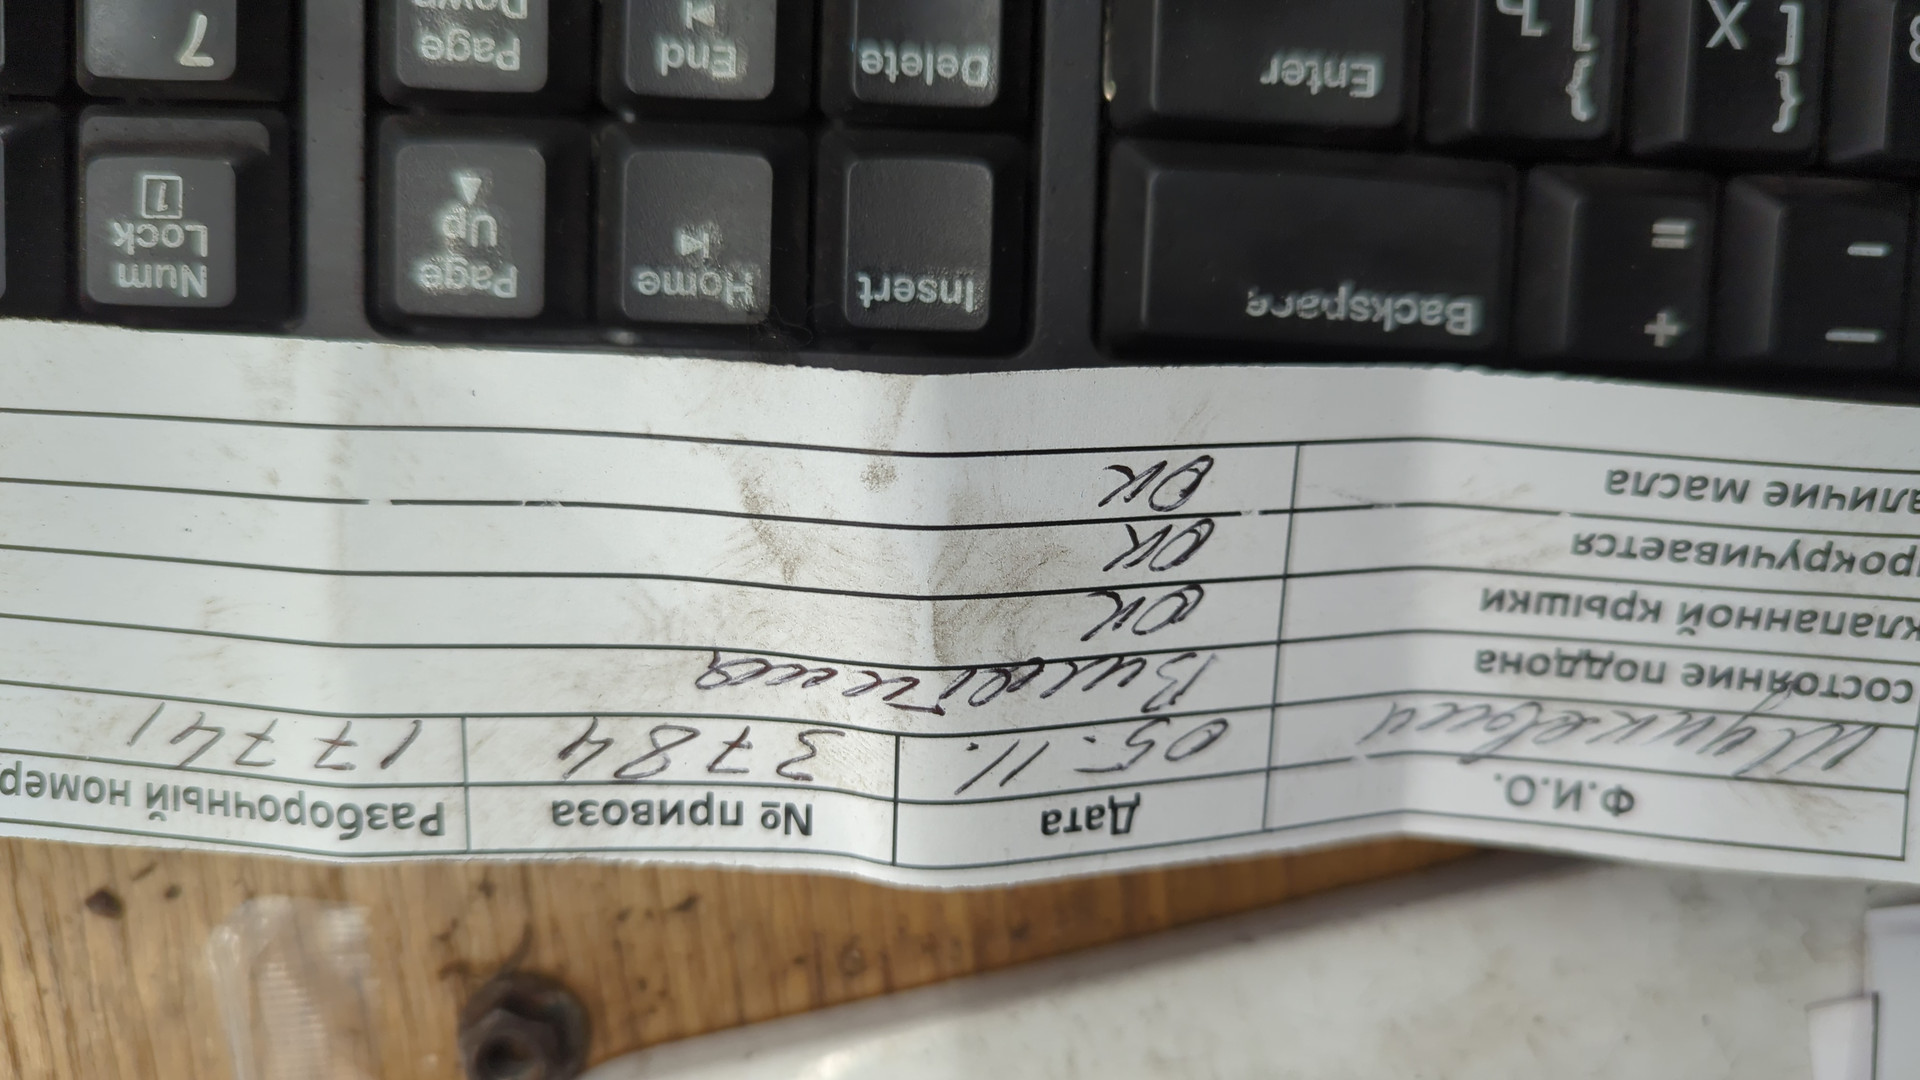 Ф.И.О. Дата № привоза Разборочный номер
05.11. 3784 17741
состояние поддона
клапанной крышки ОК
прокручивается ОК
аличие масла ОК
- = Backspace Insert Home Page Up Num Lock
_ +
[ { X ] } Ъ Enter Delete End Page Down 7